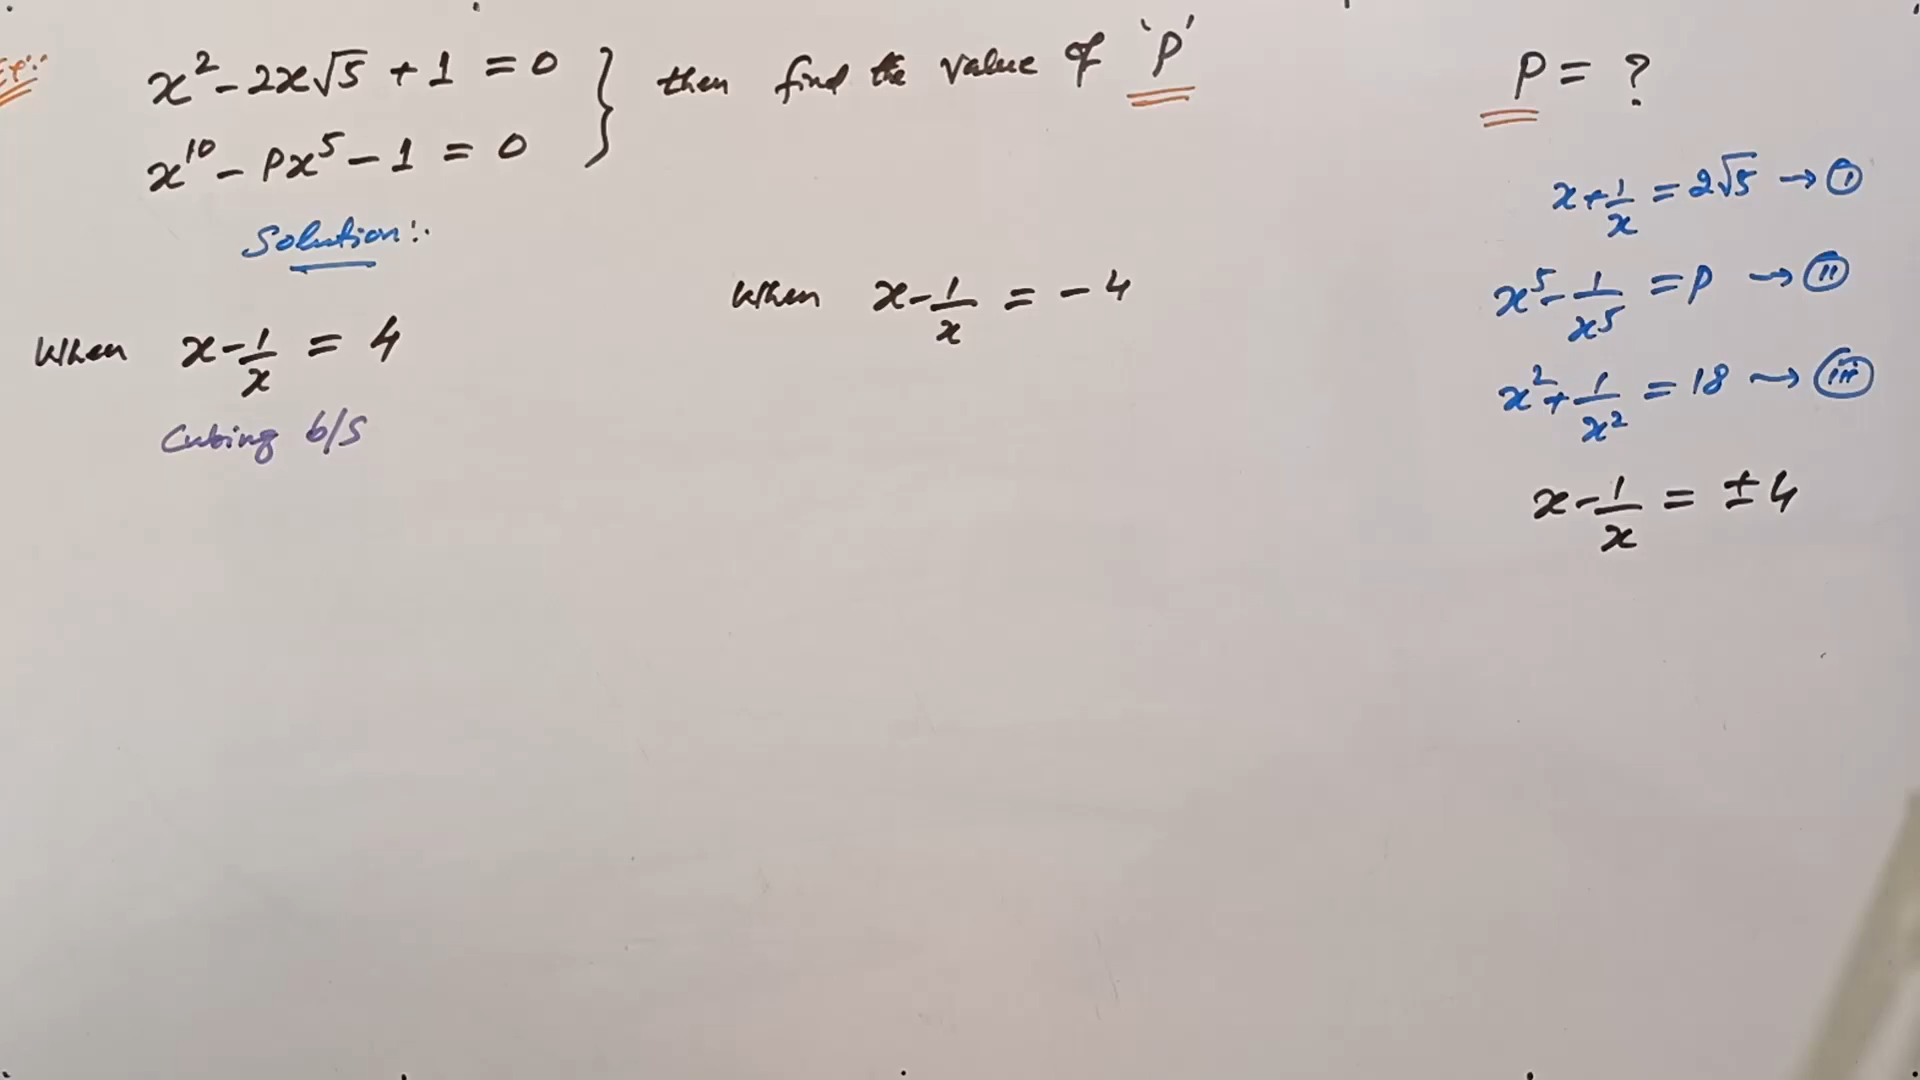 Ex:·
x² - 2x√5 + 1 = 0 } then find the value of 'P'
x¹⁰ - Px⁵ - 1 = 0
Solution:·
When x - 1/x = 4
Cubing b/s
When x - 1/x = -4
P = ?
x + 1/x = 2√5 → (i)
x⁵ - 1/x⁵ = P → (ii)
x² + 1/x² = 18 → (iii)
x - 1/x = ±4